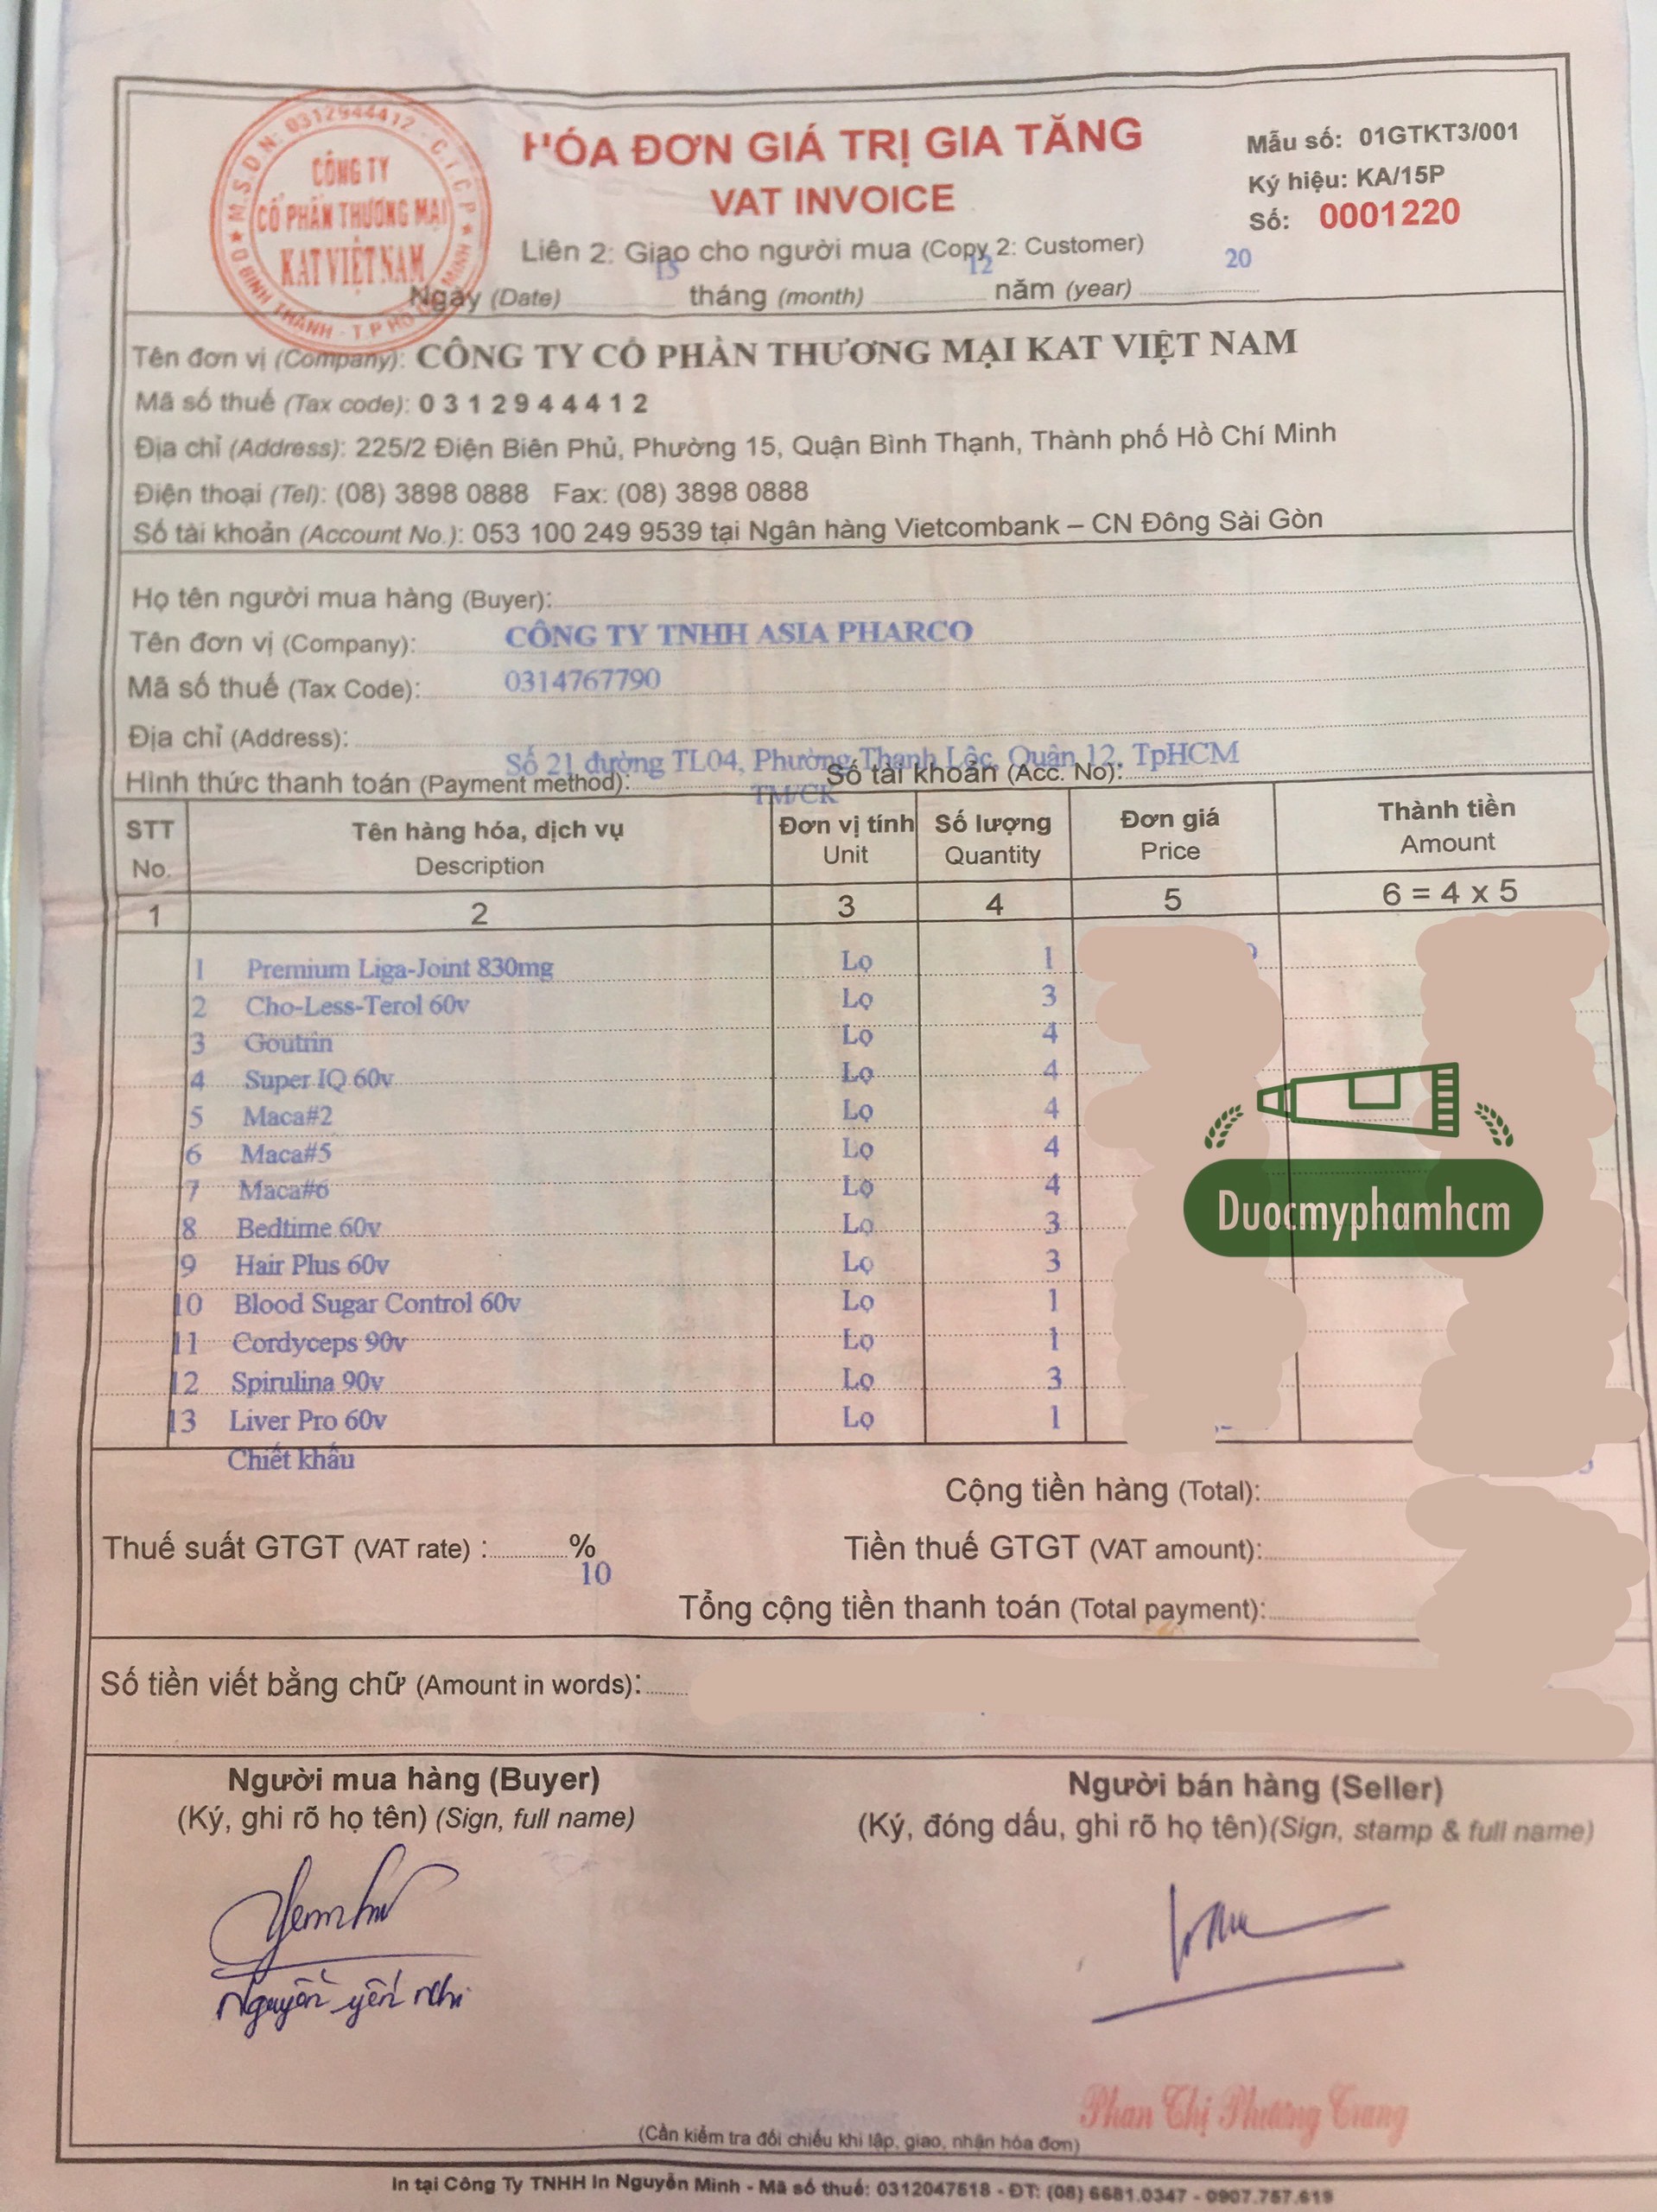 M.S.D.N: 0312944412 - C.T.C.P
CÔNG TY
CỔ PHẦN THƯƠNG MẠI
KAT VIỆT NAM
Q BÌNH THẠNH - T.P HỒ CHÍ MINH
HÓA ĐƠN GIÁ TRỊ GIA TĂNG
VAT INVOICE
Liên 2: Giao cho người mua (Copy 2: Customer)
Ngày (Date) 15 tháng (month) 12 năm (year) 20
Mẫu số: 01GTKT3/001
Ký hiệu: KA/15P
Số: 0001220
Tên đơn vị (Company): CÔNG TY CỔ PHẦN THƯƠNG MẠI KAT VIỆT NAM
Mã số thuế (Tax code): 0 3 1 2 9 4 4 4 1 2
Địa chỉ (Address): 225/2 Điện Biên Phủ, Phường 15, Quận Bình Thạnh, Thành phố Hồ Chí Minh
Điện thoại (Tel): (08) 3898 0888 Fax: (08) 3898 0888
Số tài khoản (Account No.): 053 100 249 9539 tại Ngân hàng Vietcombank – CN Đông Sài Gòn
Họ tên người mua hàng (Buyer):
Tên đơn vị (Company): CÔNG TY TNHH ASIA PHARCO
Mã số thuế (Tax Code): 0314767790
Địa chỉ (Address):
Số 21 đường TL04, Phường Thạnh Lộc, Quận 12, TpHCM
Hình thức thanh toán (Payment method): TM/CK Số tài khoản (Acc. No):
STT Tên hàng hóa, dịch vụ Đơn vị tính Số lượng Đơn giá Thành tiền
No. Description Unit Quantity Price Amount
1 2 3 4 5 6 = 4 x 5
1 Premium Liga-Joint 830mg Lọ 1
2 Cho-Less-Terol 60v Lọ 3
3 Goutrin Lọ 4
4 Super IQ 60v Lọ 4
5 Maca#2 Lọ 4
6 Maca#5 Lọ 4
7 Maca#6 Lọ 4
8 Bedtime 60v Lọ 3
9 Hair Plus 60v Lọ 3
10 Blood Sugar Control 60v Lọ 1
11 Cordyceps 90v Lọ 1
12 Spirulina 90v Lọ 3
13 Liver Pro 60v Lọ 1
Chiết khấu
Duocmyphamhcm
Cộng tiền hàng (Total):
Thuế suất GTGT (VAT rate) : % 10 Tiền thuế GTGT (VAT amount):
Tổng cộng tiền thanh toán (Total payment):
Số tiền viết bằng chữ (Amount in words):
Người mua hàng (Buyer) Người bán hàng (Seller)
(Ký, ghi rõ họ tên) (Sign, full name) (Ký, đóng dấu, ghi rõ họ tên)(Sign, stamp & full name)
Nguyễn yến nhi
Phan Thị Phương Trang
(Cần kiểm tra đối chiếu khi lập, giao, nhận hóa đơn)
In tại Công Ty TNHH In Nguyễn Minh - Mã số thuế: 0312047518 - ĐT: (08) 6681.0347 - 0907.757.619